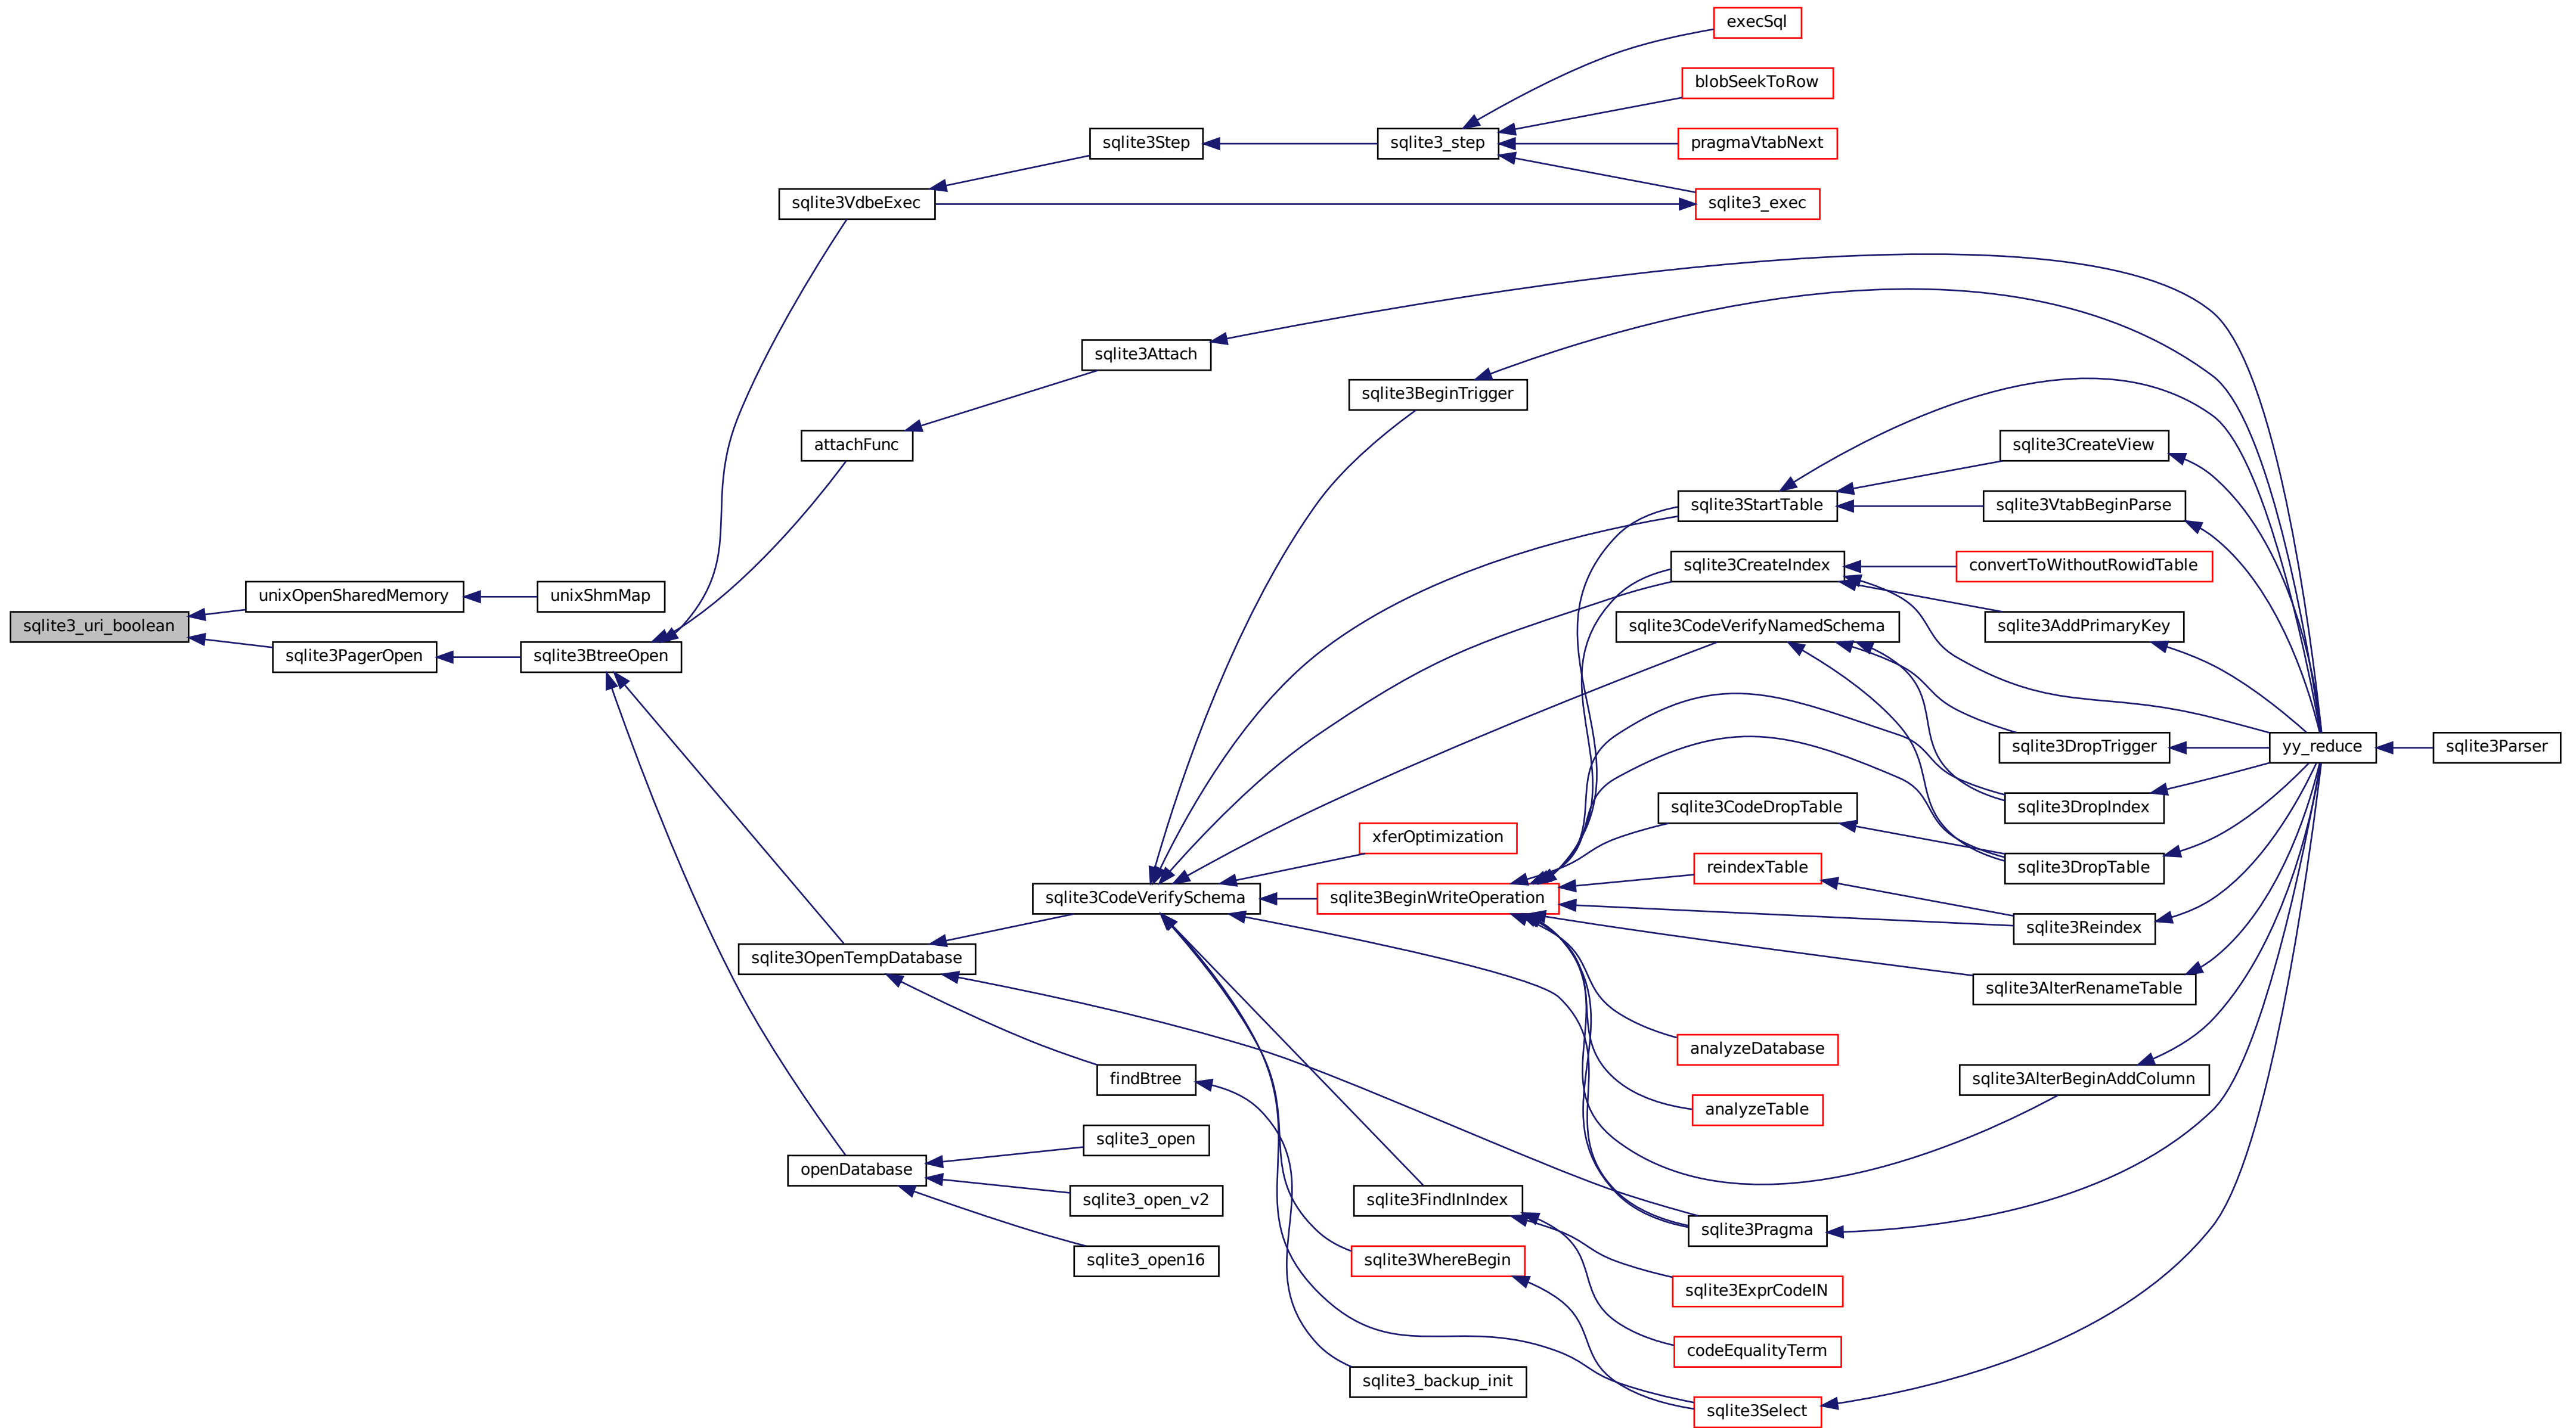 execSql
blobSeekToRow
sqlite3Step
sqlite3_step
pragmaVtabNext
sqlite3VdbeExec
sqlite3_exec
sqlite3Attach
sqlite3BeginTrigger
attachFunc
sqlite3CreateView
sqlite3StartTable
sqlite3VtabBeginParse
sqlite3CreateIndex
convertToWithoutRowidTable
unixOpenSharedMemory
unixShmMap
sqlite3_uri_boolean
sqlite3CodeVerifyNamedSchema
sqlite3AddPrimaryKey
sqlite3PagerOpen
sqlite3BtreeOpen
sqlite3DropTrigger
yy_reduce
sqlite3Parser
sqlite3CodeDropTable
sqlite3DropIndex
xferOptimization
reindexTable
sqlite3DropTable
sqlite3CodeVerifySchema
sqlite3BeginWriteOperation
sqlite3Reindex
sqlite3OpenTempDatabase
sqlite3AlterRenameTable
analyzeDatabase
findBtree
sqlite3AlterBeginAddColumn
analyzeTable
sqlite3_open
openDatabase
sqlite3_open_v2
sqlite3FindInIndex
sqlite3Pragma
sqlite3_open16
sqlite3WhereBegin
sqlite3ExprCodeIN
codeEqualityTerm
sqlite3_backup_init
sqlite3Select